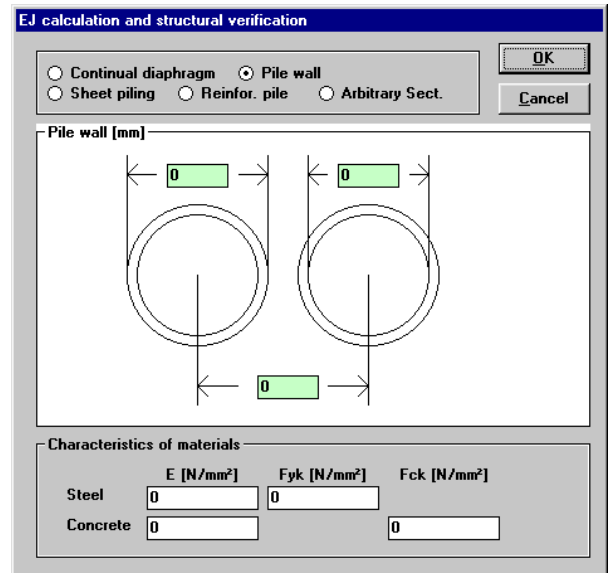 EJ calculation and structural verification
Continual diaphragm Pile wall
Sheet piling Reinfor. pile Arbitrary Sect.
OK
Cancel
Pile wall [mm]
0 0
0
Characteristics of materials
E [N/mm²] Fyk [N/mm²] Fck [N/mm²]
Steel 0 0
Concrete 0 0